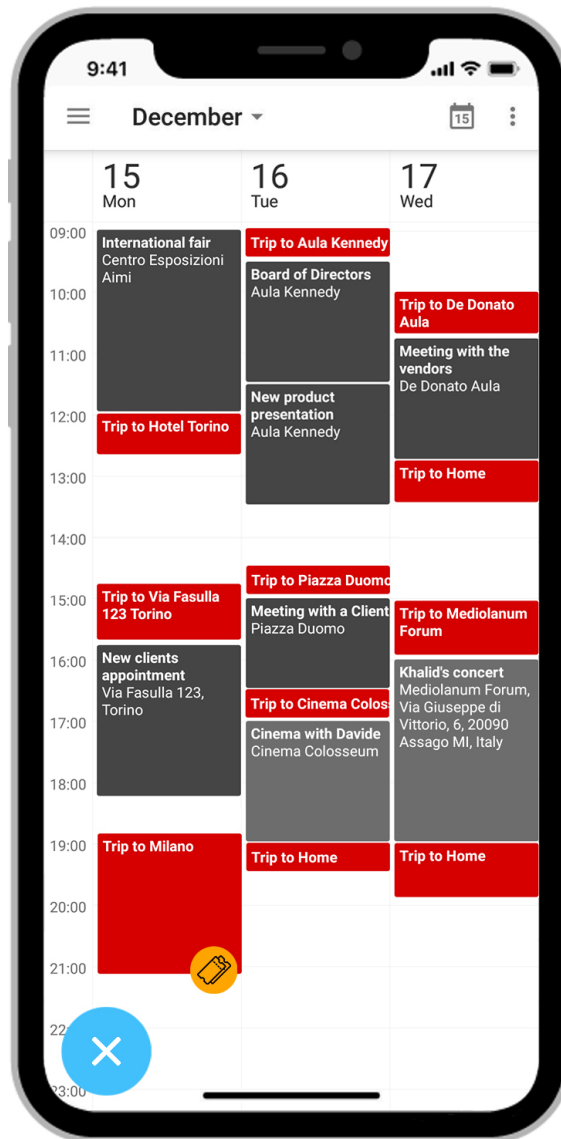 9:41
December
15
15
Mon
16
Tue
17
Wed
09:00
10:00
11:00
12:00
13:00
14:00
15:00
16:00
17:00
18:00
19:00
20:00
21:00
22
3:00
International fair
Centro Esposizioni
Aimi
Trip to Hotel Torino
Trip to Via Fasulla
123 Torino
New clients
appointment
Via Fasulla 123,
Torino
Trip to Milano
Trip to Aula Kennedy
Board of Directors
Aula Kennedy
New product
presentation
Aula Kennedy
Trip to Piazza Duomo
Meeting with a Client
Piazza Duomo
Trip to Cinema Colos
Cinema with Davide
Cinema Colosseum
Trip to Home
Trip to De Donato
Aula
Meeting with the
vendors
De Donato Aula
Trip to Home
Trip to Mediolanum
Forum
Khalid's concert
Mediolanum Forum,
Via Giuseppe di
Vittorio, 6, 20090
Assago MI, Italy
Trip to Home